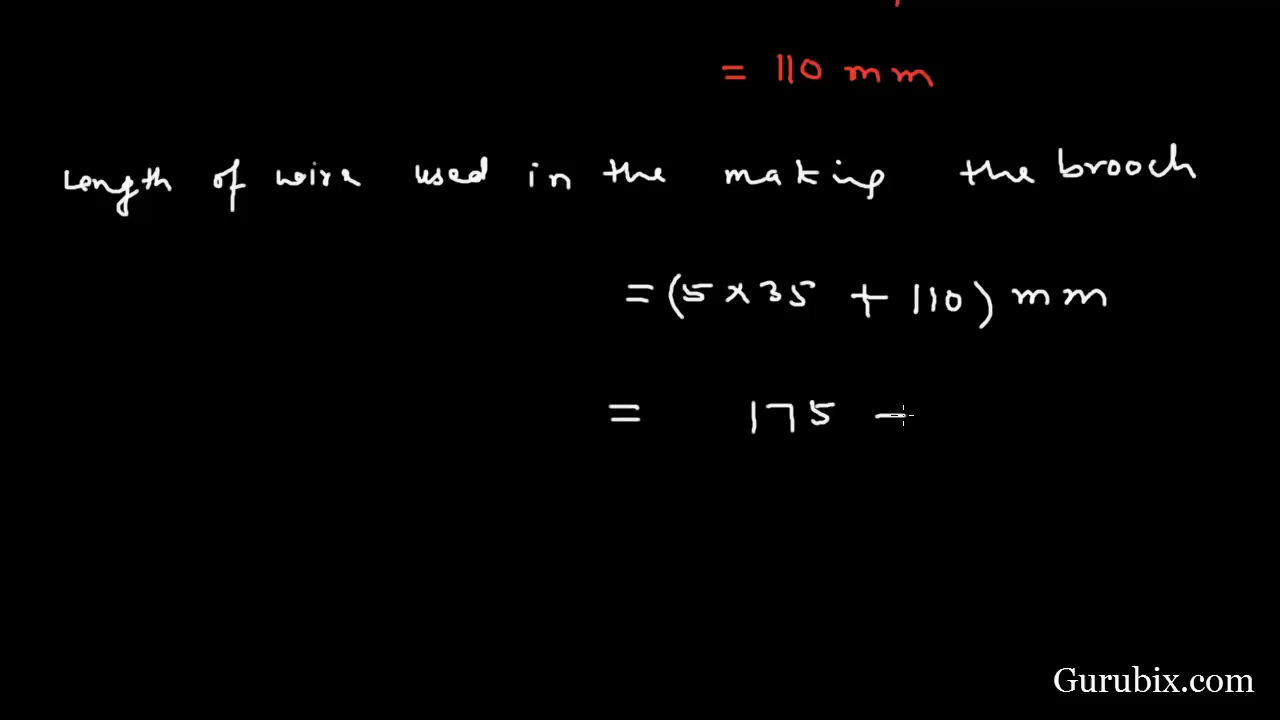 = 110 mm
Length of wire used in the making the brooch
= (5 × 35 + 110) mm
= 175 -
Gurubix.com